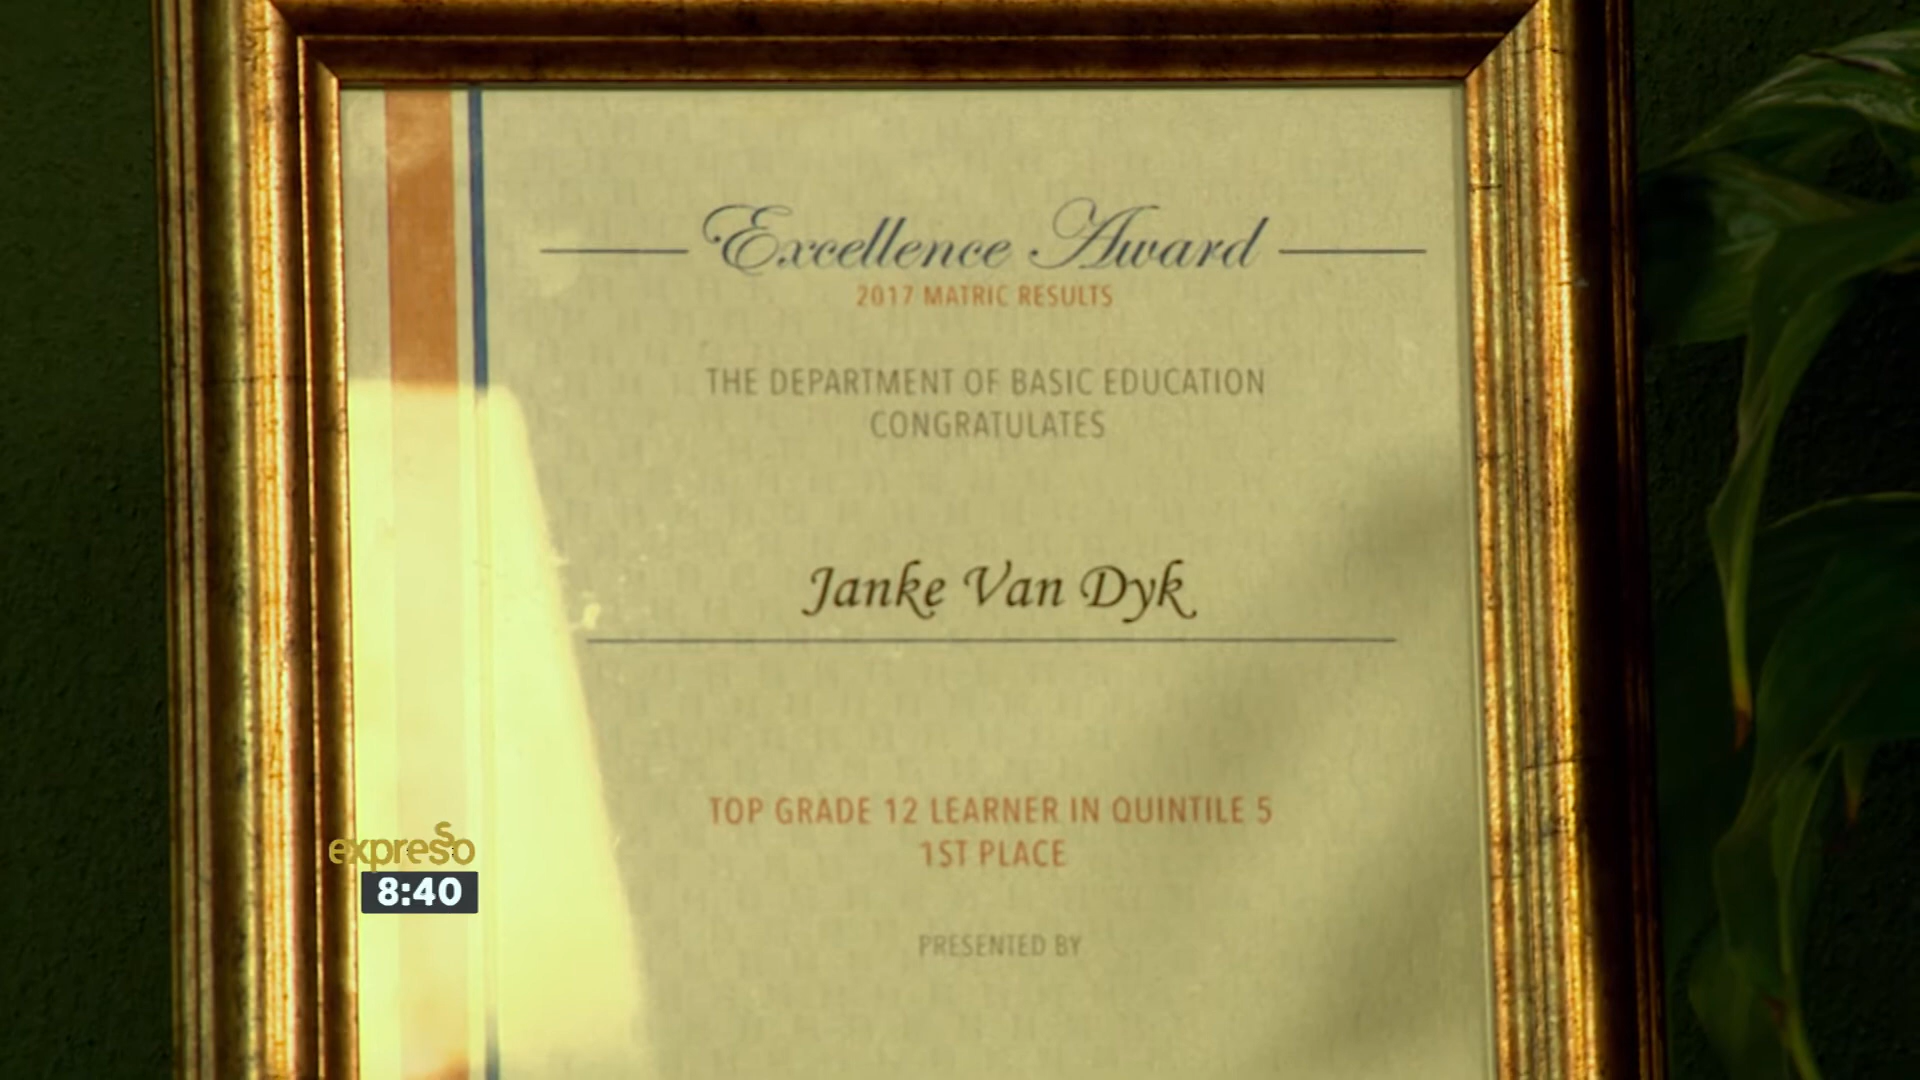 Excellence Award
2017 MATRIC RESULTS
THE DEPARTMENT OF BASIC EDUCATION
CONGRATULATES
Janke Van Dyk
TOP GRADE 12 LEARNER IN QUINTILE 5
1ST PLACE
PRESENTED BY
expresso
8:40